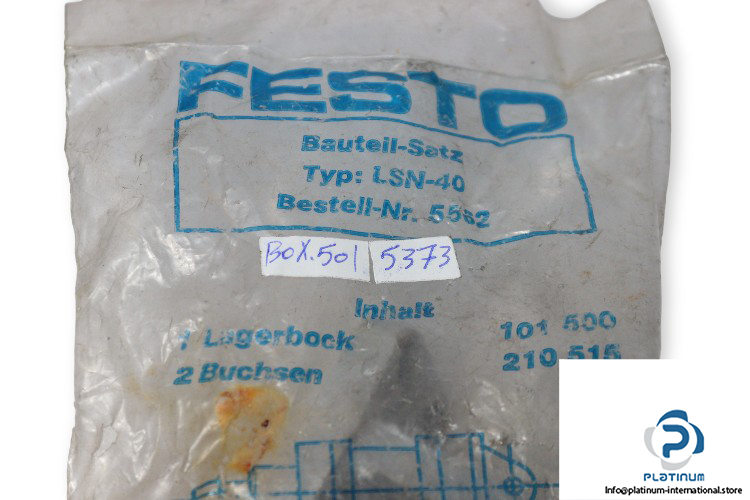 FESTO
Bauteil-Satz
Typ: LSN-40
Bestell-Nr. 5562
BOX.501 5373
Inhalt
1 Lagerbock 101 500
2 Buchsen 210 515
PLATINUM
Info@platinum-international.store